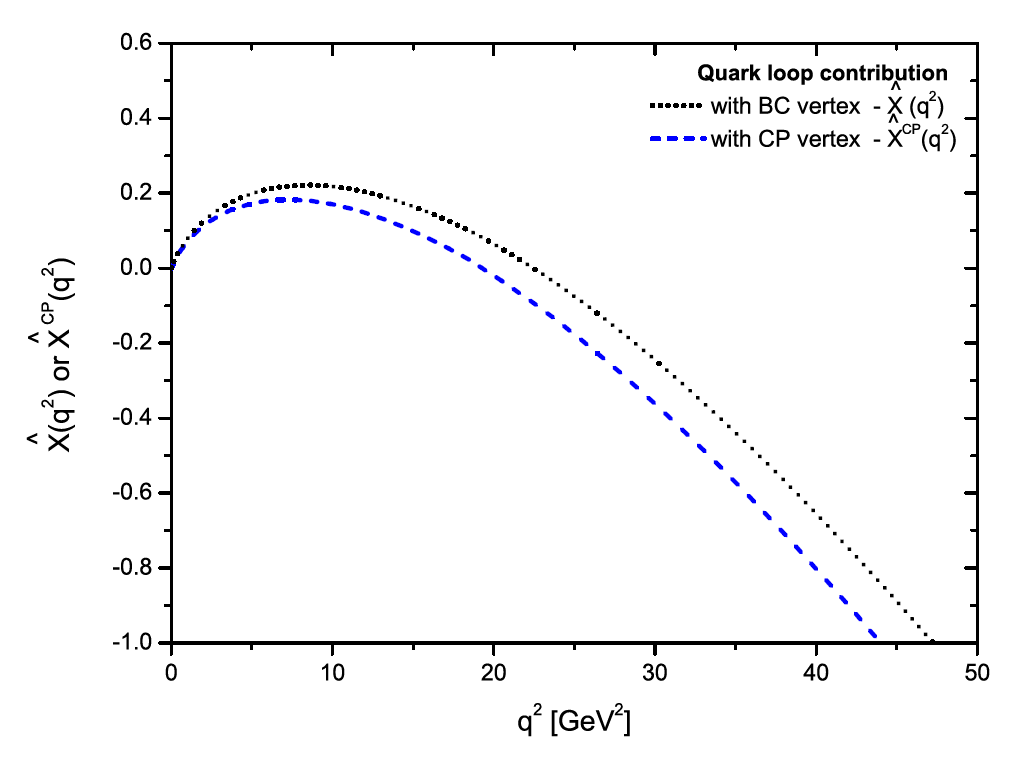 Quark loop contribution
with BC vertex - X̂ (q²)
with CP vertex - X̂^CP(q²)
0.6
0.4
0.2
0.0
-0.2
-0.4
-0.6
-0.8
-1.0
X̂(q²) or X̂^CP(q²)
0 10 20 30 40 50
q² [GeV²]